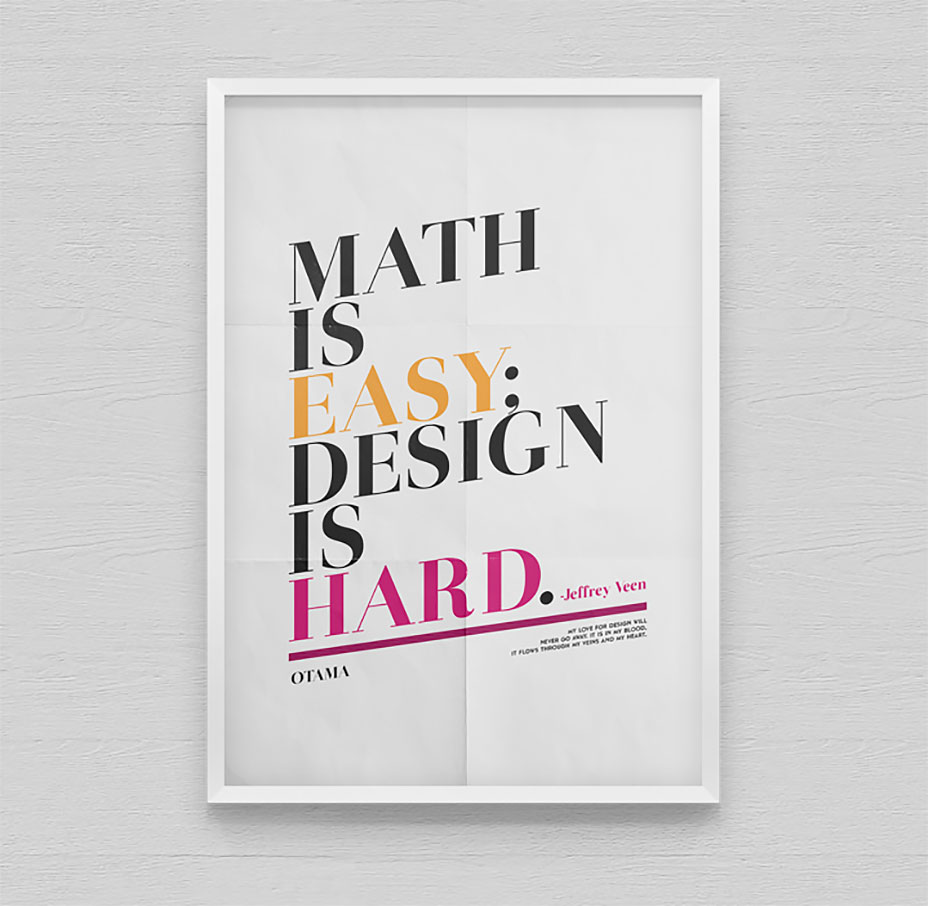 MATH
IS
EASY;
DESIGN
IS
HARD.
-Jeffrey Veen
MY LOVE FOR DESIGN WILL
NEVER GO AWAY. IT IS IN MY BLOOD,
IT FLOWS THROUGH MY VEINS AND MY HEART.
OTAMA